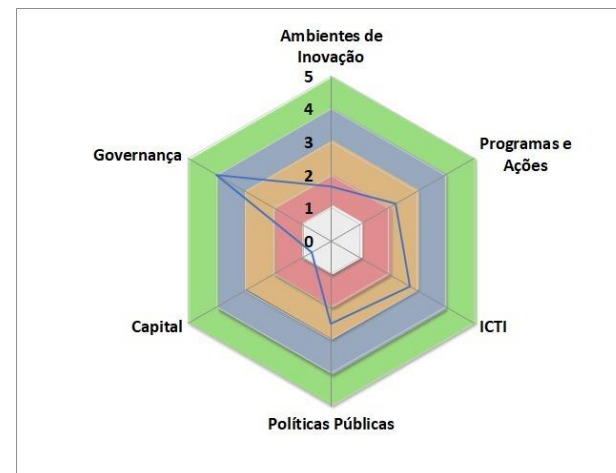 Ambientes de
Inovação
5
4
3
2
1
0
Programas e
Ações
ICTI
Políticas Públicas
Capital
Governança